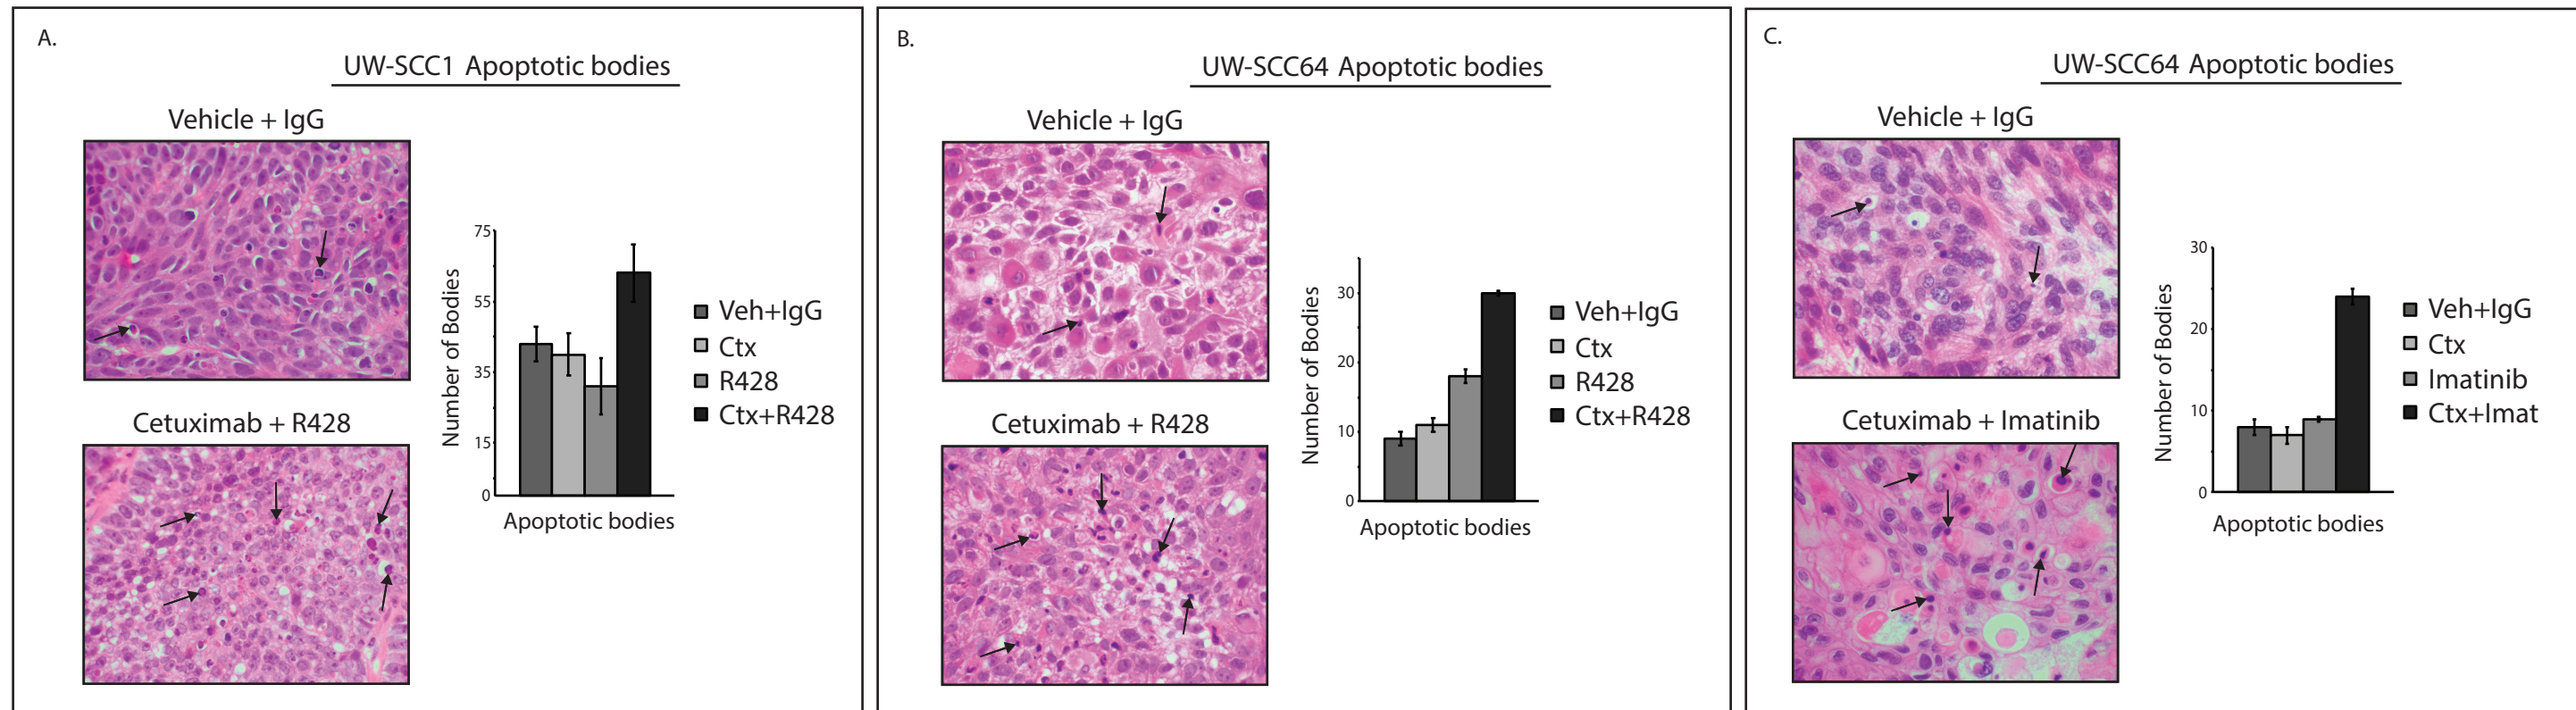 A.
UW-SCC1 Apoptotic bodies
Vehicle + IgG
Cetuximab + R428
Number of Bodies
75
55
35
15
0
Apoptotic bodies
Veh+IgG
Ctx
R428
Ctx+R428
B.
UW-SCC64 Apoptotic bodies
Vehicle + IgG
Cetuximab + R428
Number of Bodies
30
20
10
0
Apoptotic bodies
Veh+IgG
Ctx
R428
Ctx+R428
C.
UW-SCC64 Apoptotic bodies
Vehicle + IgG
Cetuximab + Imatinib
Number of Bodies
30
20
10
0
Apoptotic bodies
Veh+IgG
Ctx
Imatinib
Ctx+Imat